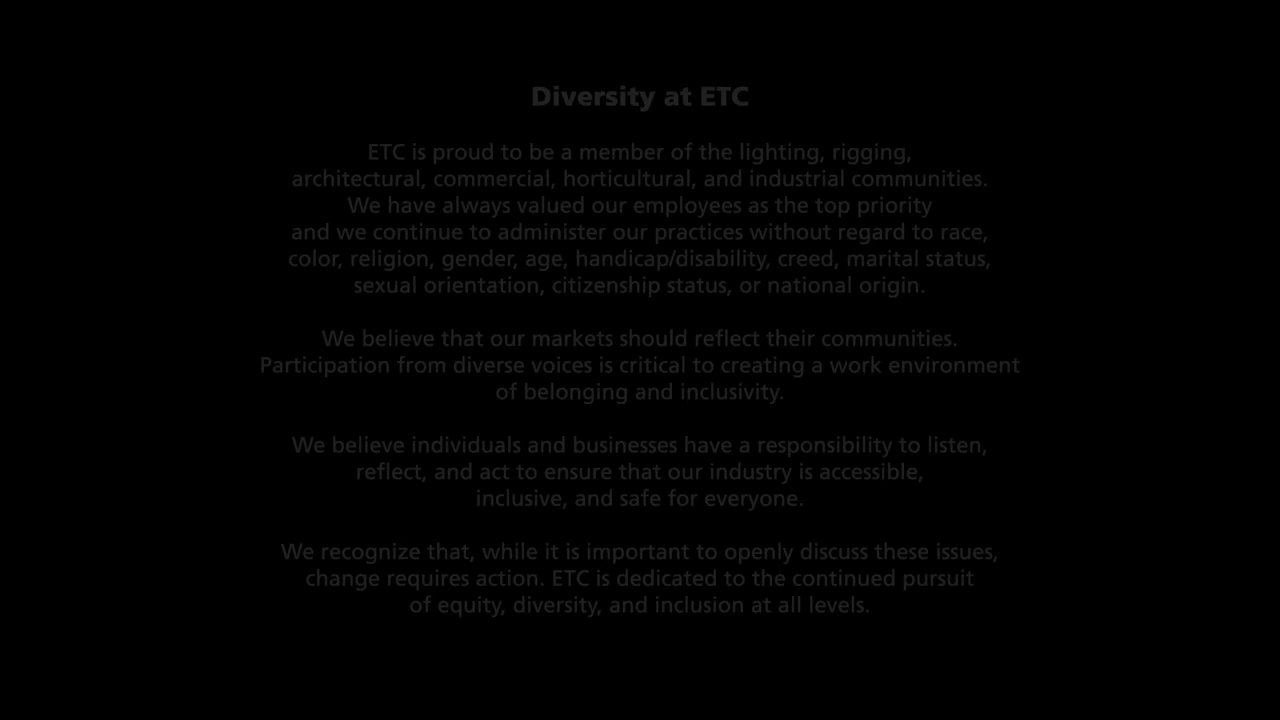 Diversity at ETC
ETC is proud to be a member of the lighting, rigging,
architectural, commercial, horticultural, and industrial communities.
We have always valued our employees as the top priority
and we continue to administer our practices without regard to race,
color, religion, gender, age, handicap/disability, creed, marital status,
sexual orientation, citizenship status, or national origin.
We believe that our markets should reflect their communities.
Participation from diverse voices is critical to creating a work environment
of belonging and inclusivity.
We believe individuals and businesses have a responsibility to listen,
reflect, and act to ensure that our industry is accessible,
inclusive, and safe for everyone.
We recognize that, while it is important to openly discuss these issues,
change requires action. ETC is dedicated to the continued pursuit
of equity, diversity, and inclusion at all levels.